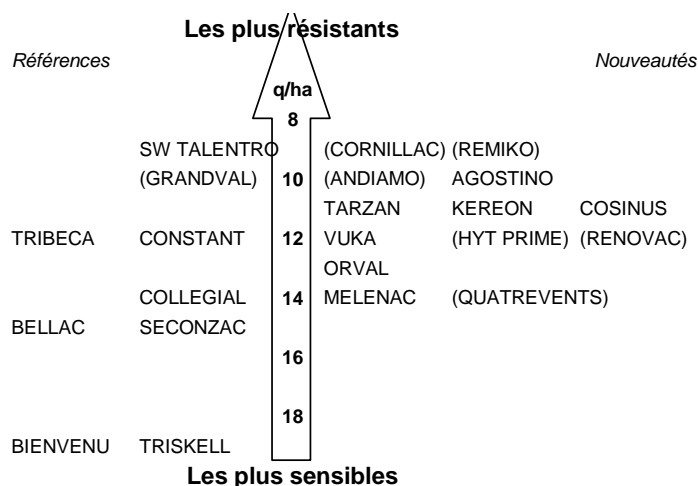 Les plus résistants
Références Nouveautés
q/ha
8
SW TALENTRO (CORNILLAC) (REMIKO)
(GRANDVAL) 10 (ANDIAMO) AGOSTINO
TARZAN KEREON COSINUS
TRIBECA CONSTANT 12 VUKA (HYT PRIME) (RENOVAC)
ORVAL
COLLEGIAL 14 MELENAC (QUATREVENTS)
BELLAC SECONZAC
16
18
BIENVENU TRISKELL
Les plus sensibles